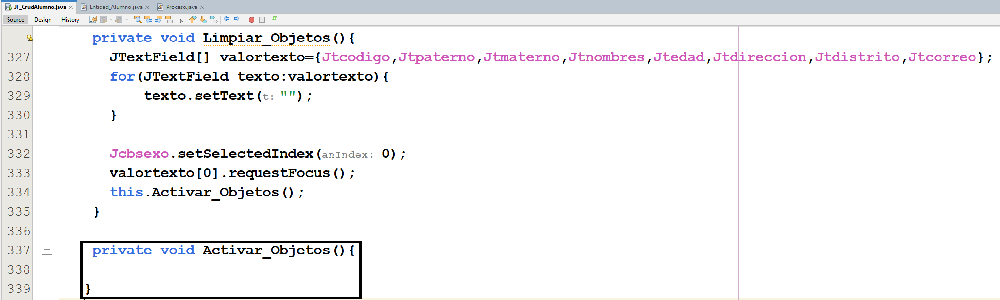 JF_CrudAlumno.java Entidad_Alumno.java Proceso.java
Source Design History
private void Limpiar_Objetos(){
327 JTextField[] valortexto={Jtcodigo,Jtpaterno,Jtmaterno,Jtnombres,Jtedad,Jtdireccion,Jtdistrito,Jtcorreo};
328 for(JTextField texto:valortexto){
329 texto.setText(t: "");
330 }
331
332 Jcbsexo.setSelectedIndex(anIndex: 0);
333 valortexto[0].requestFocus();
334 this.Activar_Objetos();
335 }
336
337 private void Activar_Objetos(){
338
339 }